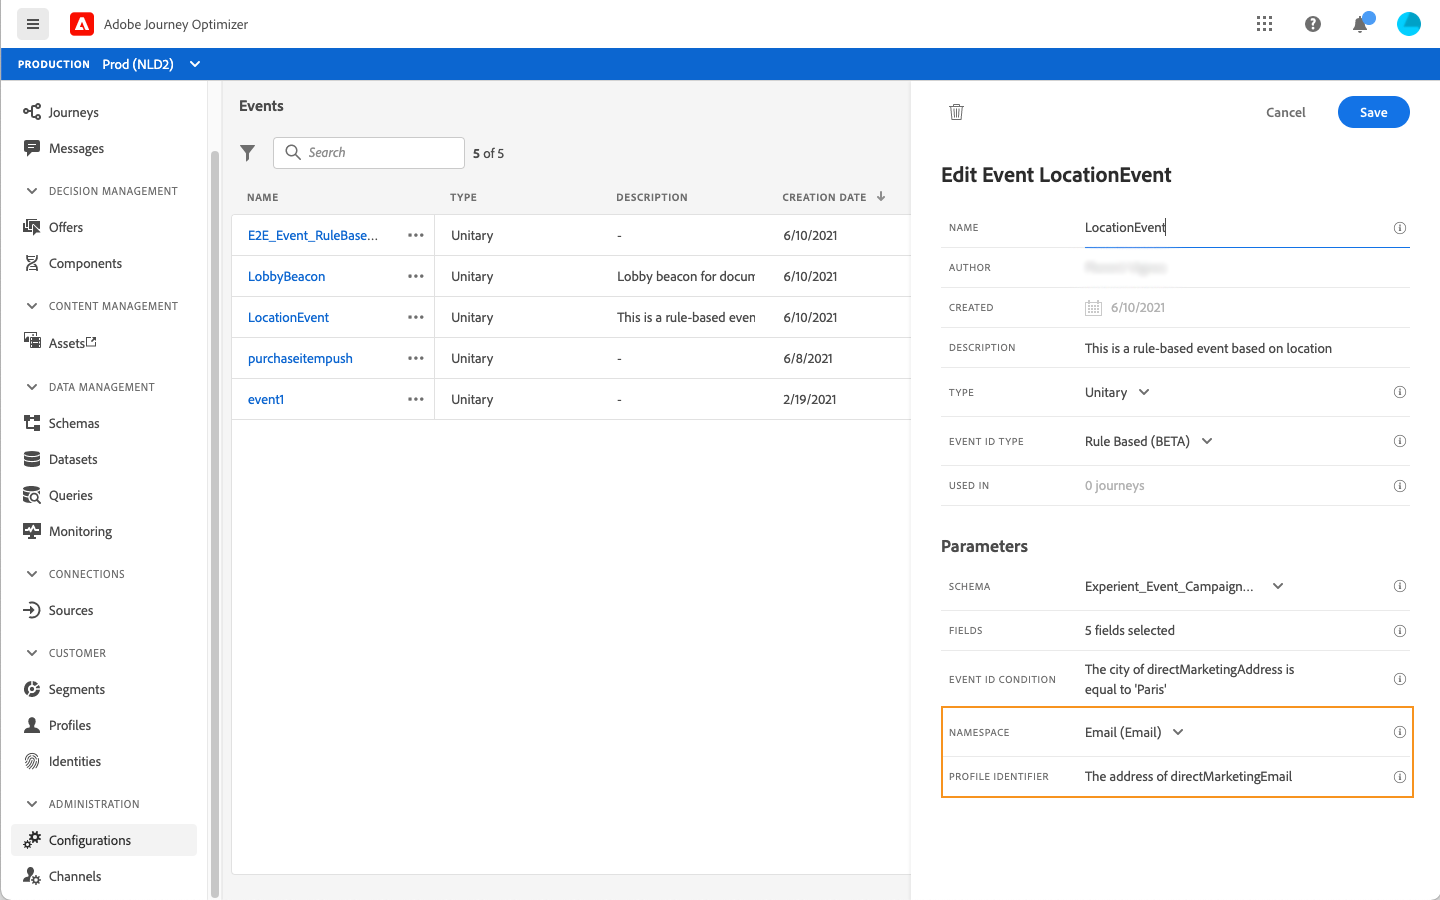 Adobe Journey Optimizer
PRODUCTION Prod (NLD2)
Journeys
Messages
DECISION MANAGEMENT
Offers
Components
CONTENT MANAGEMENT
Assets
DATA MANAGEMENT
Schemas
Datasets
Queries
Monitoring
CONNECTIONS
Sources
CUSTOMER
Segments
Profiles
Identities
ADMINISTRATION
Configurations
Channels
Events
Search
5 of 5
NAME TYPE DESCRIPTION CREATION DATE
E2E_Event_RuleBase... Unitary - 6/10/2021
LobbyBeacon Unitary Lobby beacon for docum 6/10/2021
LocationEvent Unitary This is a rule-based even 6/10/2021
purchaseitempush Unitary - 6/8/2021
event1 Unitary - 2/19/2021
Cancel Save
Edit Event LocationEvent
NAME LocationEvent
AUTHOR
CREATED 6/10/2021
DESCRIPTION This is a rule-based event based on location
TYPE Unitary
EVENT ID TYPE Rule Based (BETA)
USED IN 0 journeys
Parameters
SCHEMA Experient_Event_Campaign...
FIELDS 5 fields selected
EVENT ID CONDITION The city of directMarketingAddress is
equal to 'Paris'
NAMESPACE Email (Email)
PROFILE IDENTIFIER The address of directMarketingEmail